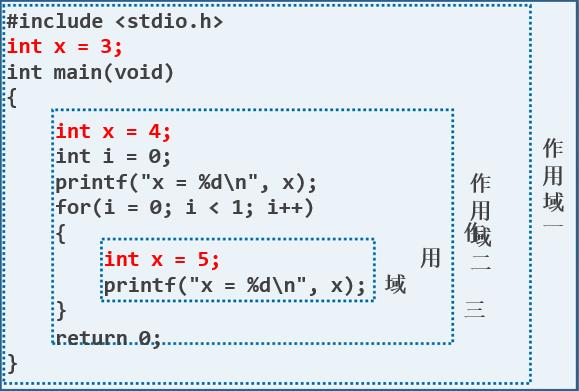 #include <stdio.h>
int x = 3;
int main(void)
{
int x = 4;
int i = 0;
printf("x = %d\n", x);
for(i = 0; i < 1; i++)
{
int x = 5;
printf("x = %d\n", x);
}
return 0;
}
作用域三
作用域二
作用域一